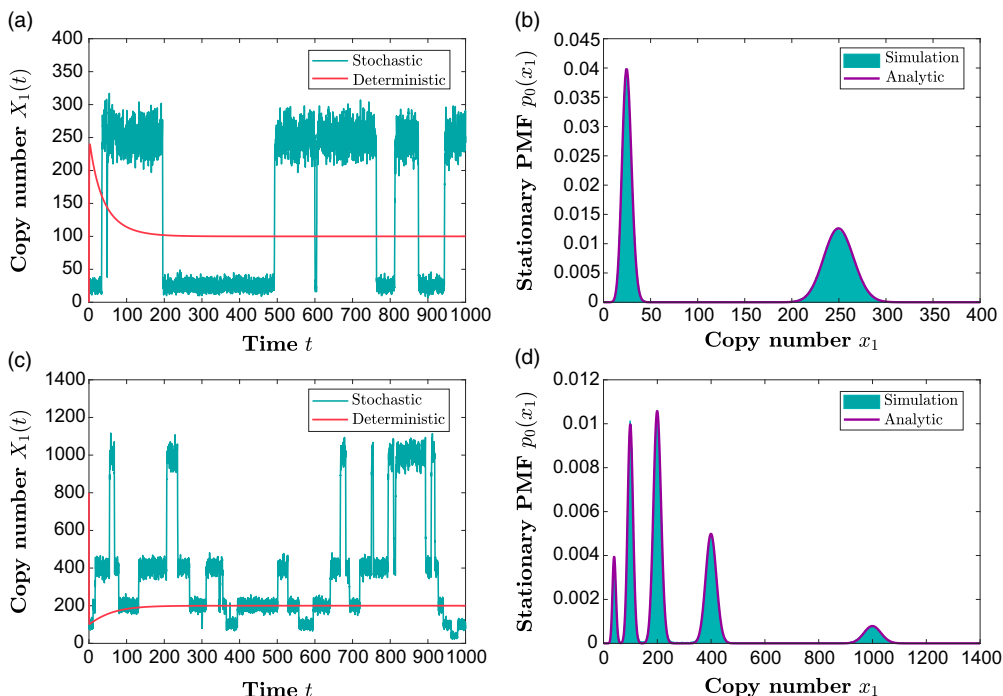 (a)
400
350
300
250
200
150
100
50
0
Copy number X₁(t)
Stochastic
Deterministic
0 100 200 300 400 500 600 700 800 900 1000
Time t
(b)
0.045
0.04
0.035
0.03
0.025
0.02
0.015
0.01
0.005
0
Stationary PMF p₀(x₁)
Simulation
Analytic
0 50 100 150 200 250 300 350 400
Copy number x₁
(c)
1400
1200
1000
800
600
400
200
0
Copy number X₁(t)
Stochastic
Deterministic
0 100 200 300 400 500 600 700 800 900 1000
Time t
(d)
0.012
0.01
0.008
0.006
0.004
0.002
0
Stationary PMF p₀(x₁)
Simulation
Analytic
0 200 400 600 800 1000 1200 1400
Copy number x₁